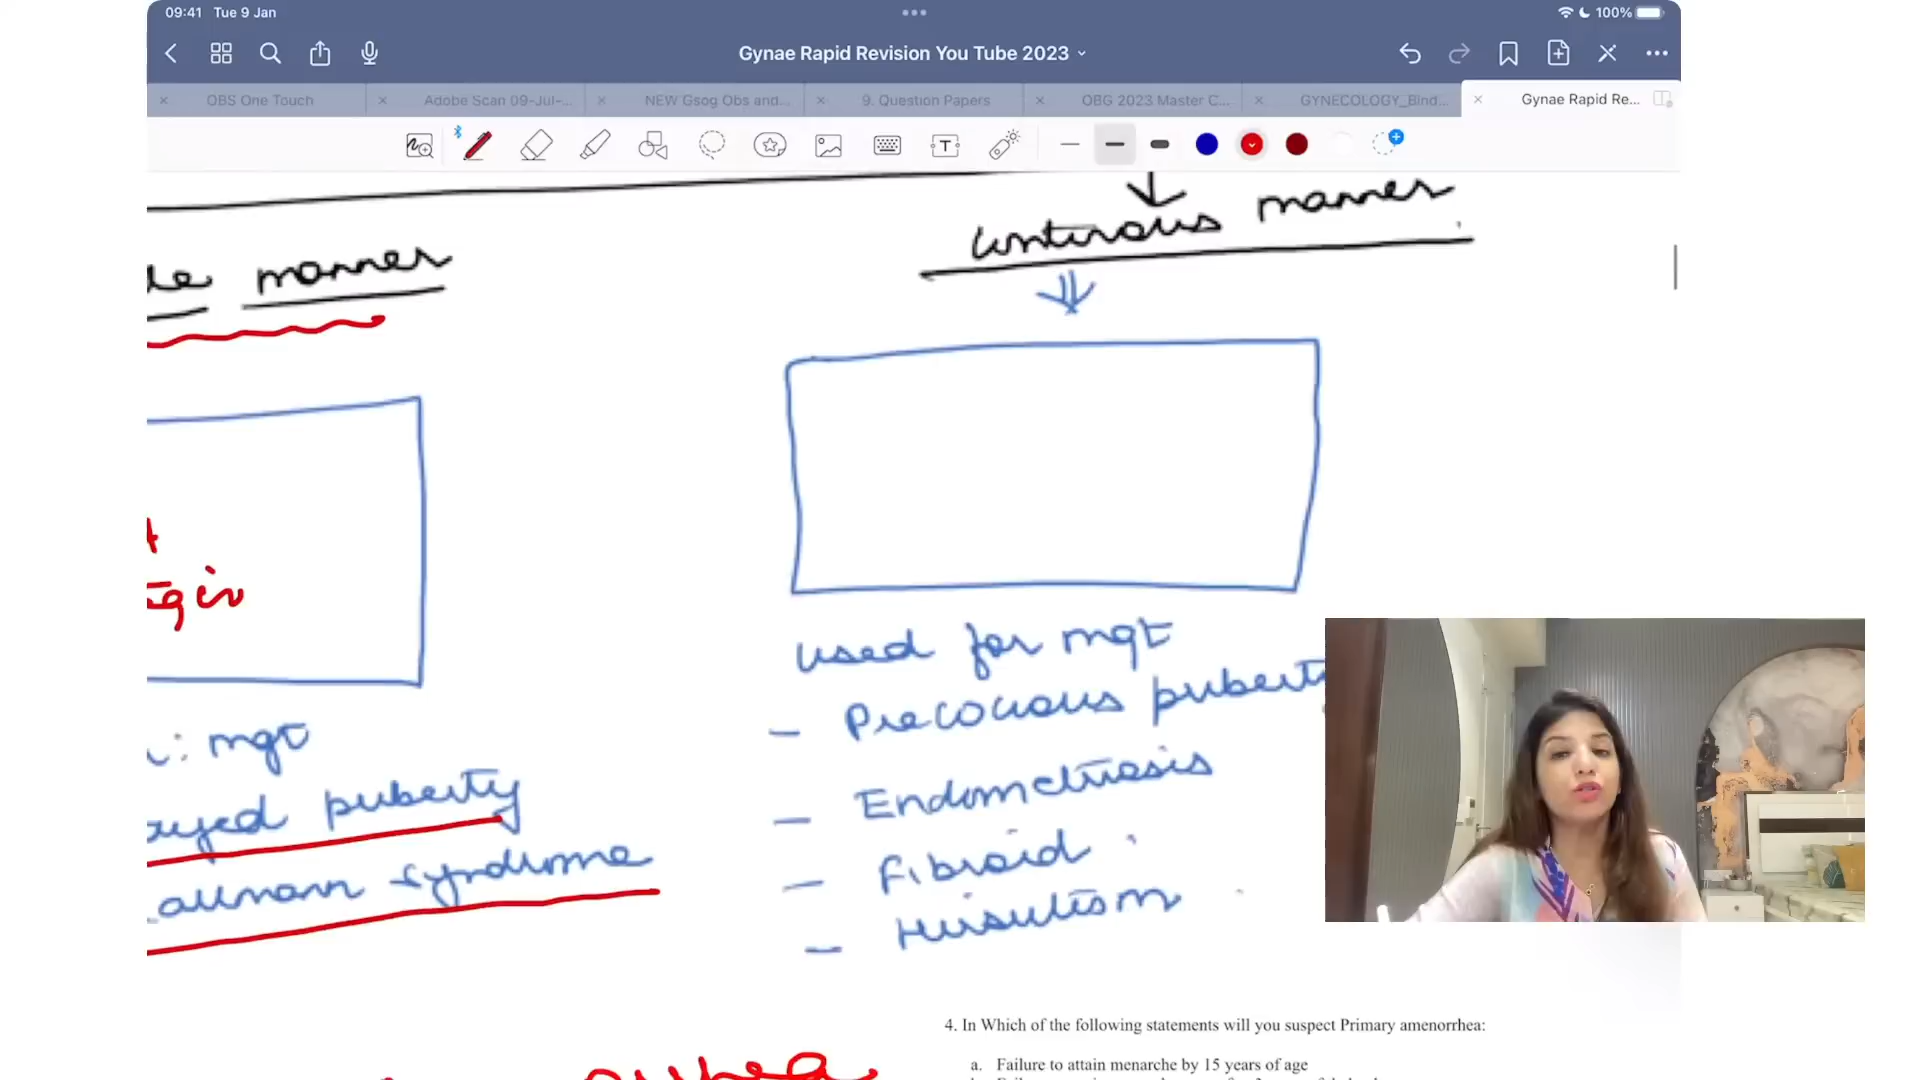 09:41 Tue 9 Jan
100%
Gynae Rapid Revision You Tube 2023
OBS One Touch
Adobe Scan 09-Jul-...
NEW Gsog Obs and...
9. Question Papers
OBG 2023 Master C...
GYNECOLOGY_Bind...
Gynae Rapid Re...
T
manner
continuous manner
used for mgt
: mgt
- Precocious puberty
ayed puberty
- Endometriosis
allmann syndrome
- Fibroid
- Hirsutism
4. In Which of the following statements will you suspect Primary amenorrhea:
a. Failure to attain menarche by 15 years of age